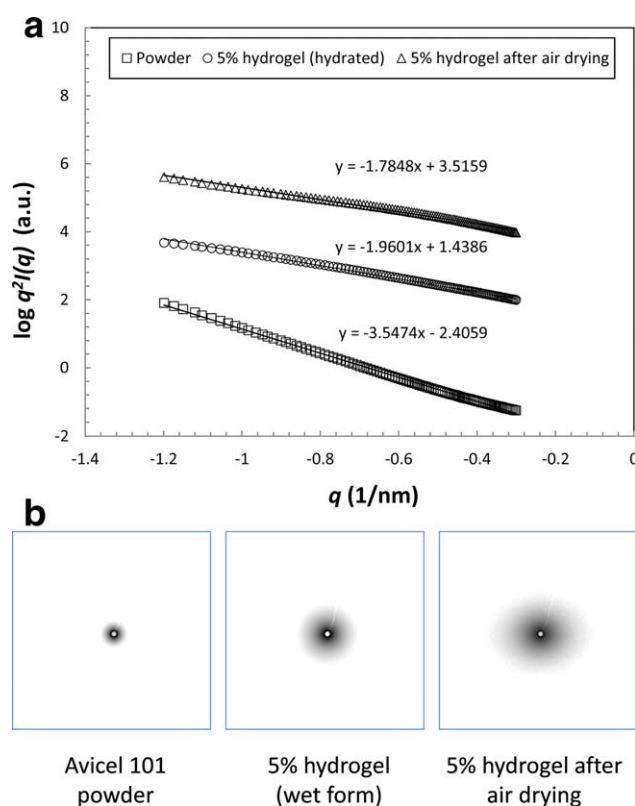 a
10
8
6
4
2
0
-2
□ Powder ○ 5% hydrogel (hydrated) △ 5% hydrogel after air drying
y = -1.7848x + 3.5159
y = -1.9601x + 1.4386
y = -3.5474x - 2.4059
log q²I(q) (a.u.)
-1.4 -1.2 -1 -0.8 -0.6 -0.4 -0.2 0
q (1/nm)
b
Avicel 101
powder
5% hydrogel
(wet form)
5% hydrogel after
air drying